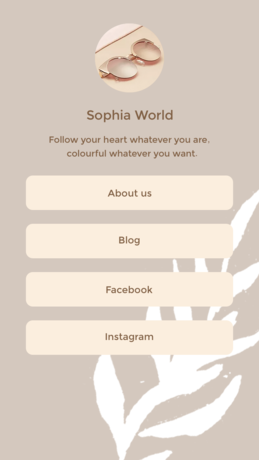 Sophia World
Follow your heart whatever you are.
colourful whatever you want.
About us
Blog
Facebook
Instagram